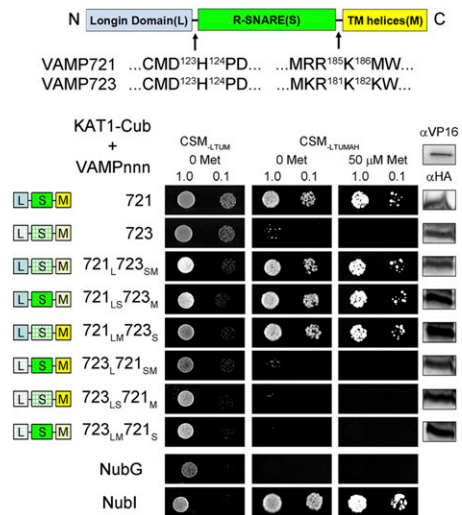 N Longin Domain(L) R-SNARE(S) TM helices(M) C
VAMP721 ...CMD¹²³H¹²⁴PD... ...MRR¹⁸⁵K¹⁸⁶MW...
VAMP723 ...CMD¹²³H¹²⁴PD... ...MKR¹⁸¹K¹⁸²KW...
KAT1-Cub
+
VAMPnnn
CSM-LTUM CSM-LTUMAH
0 Met 0 Met 50 µM Met
1.0 0.1 1.0 0.1 1.0 0.1
αVP16
αHA
L S M 721
L S M 723
L S M 721L723SM
L S M 721LS723M
L S M 721LM723S
L S M 723L721SM
L S M 723LS721M
L S M 723LM721S
NubG
NubI